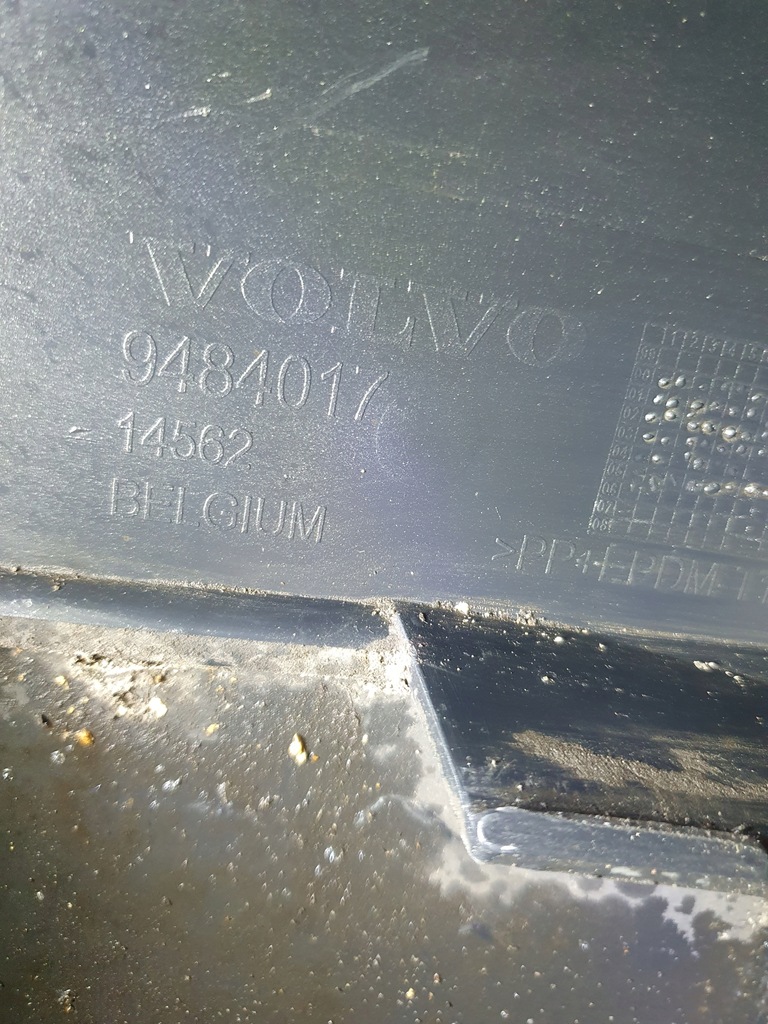 VOLVO
9484017
14562
BELGIUM
>PP+EPDM-T